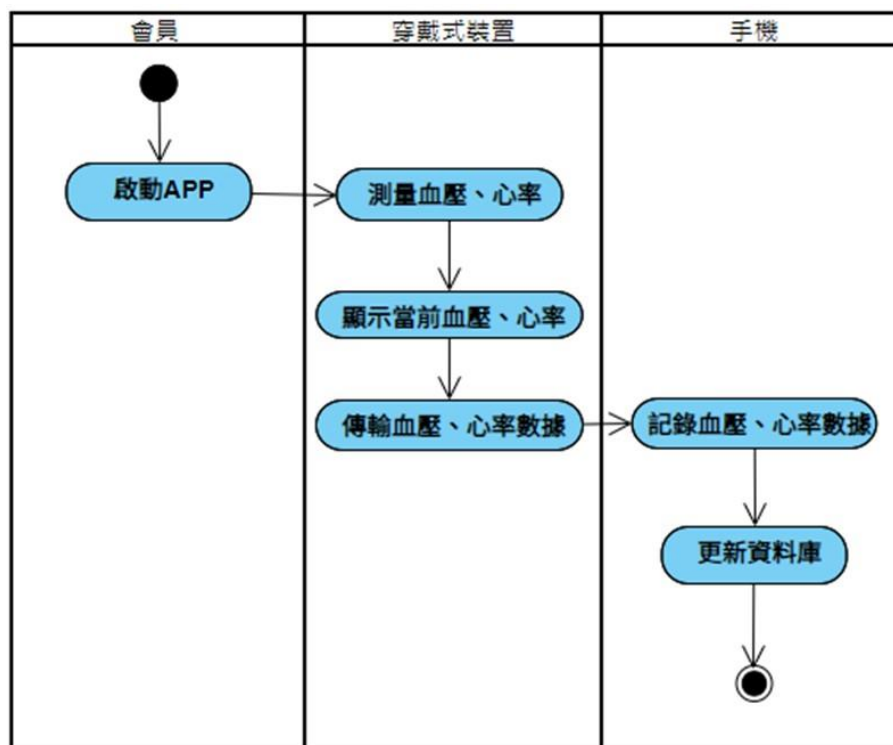 會員
穿戴式裝置
手機
啟動APP
測量血壓、心率
顯示當前血壓、心率
傳輸血壓、心率數據
記錄血壓、心率數據
更新資料庫